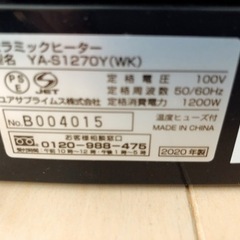 ラミックヒーター
名 YA-S1270Y(WK)
定格電圧 100V
定格周波数 50/60Hz
定格消費電力 1200W
PS E
JET
ユアサプライムス株式会社
温度ヒューズ付
No. B004015
MADE IN CHINA
お客様相談窓口
0120-988-475
2020年製